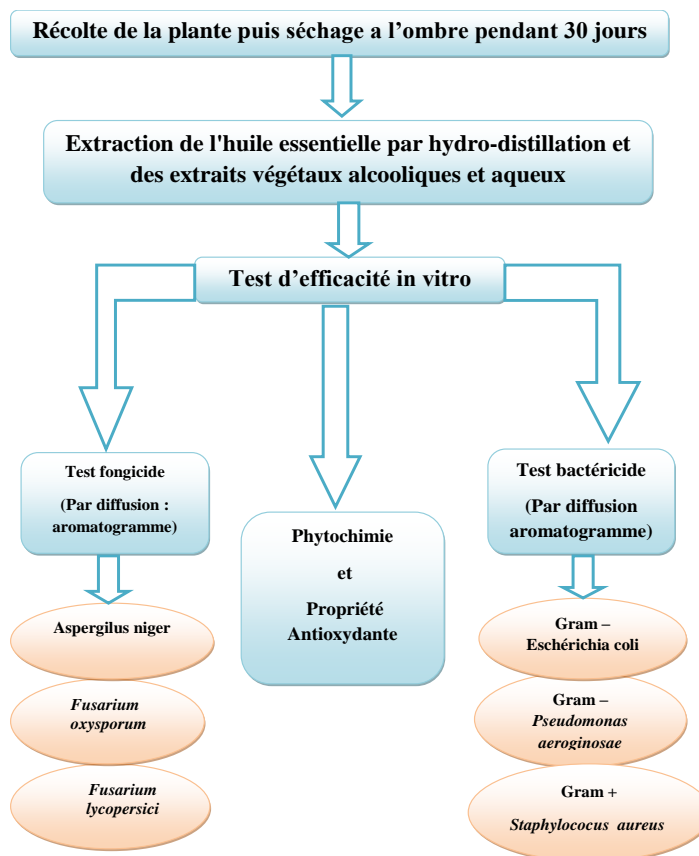 Récolte de la plante puis séchage a l'ombre pendant 30 jours
Extraction de l'huile essentielle par hydro-distillation et
des extraits végétaux alcooliques et aqueux
Test d'efficacité in vitro
Test fongicide
(Par diffusion :
aromatogramme)
Aspergilus niger
Fusarium
oxysporum
Fusarium
lycopersici
Phytochimie
et
Propriété
Antioxydante
Test bactéricide
(Par diffusion
aromatogramme)
Gram –
Eschérichia coli
Gram –
Pseudomonas
aeroginosae
Gram +
Staphylococus aureus